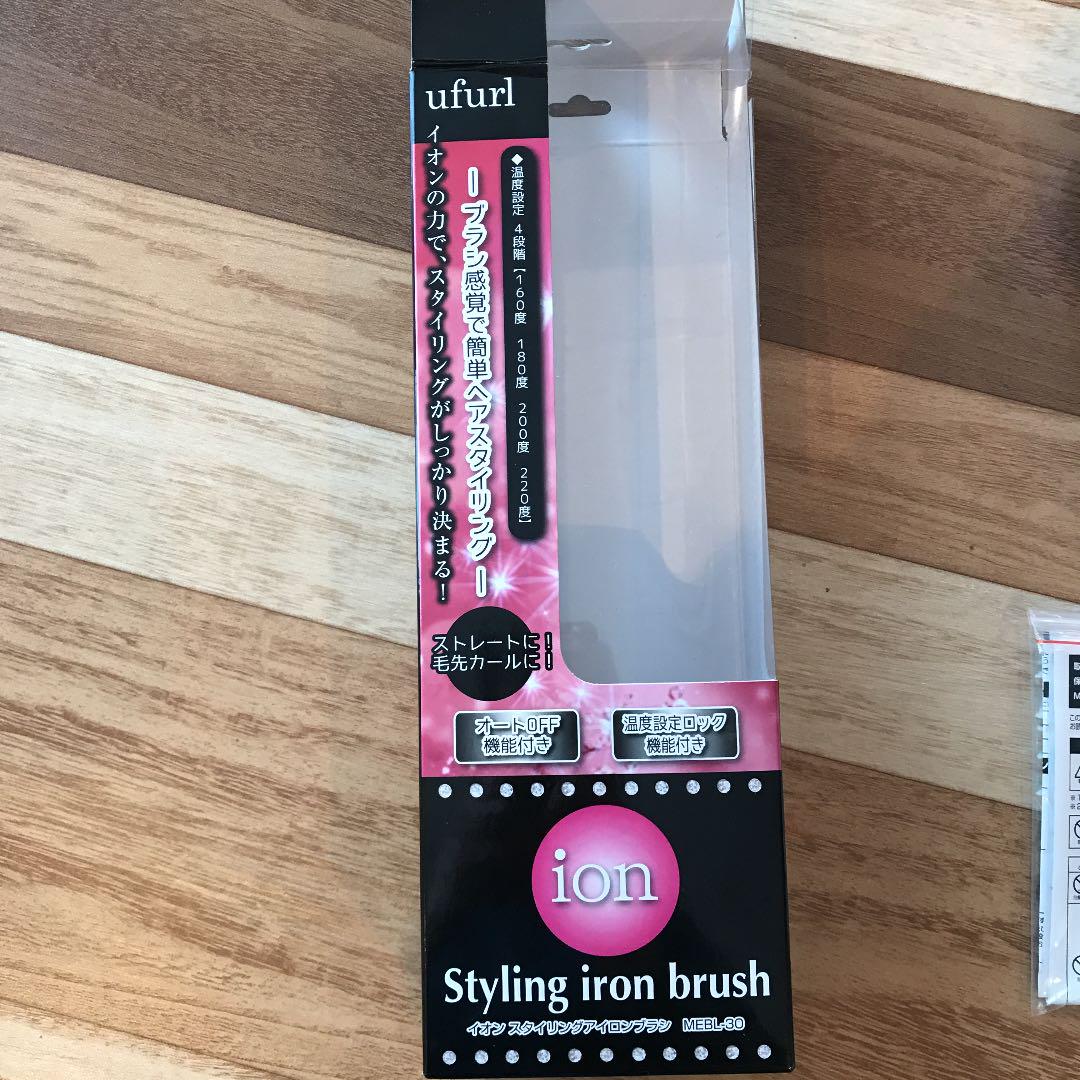 ufurl
◆温度設定 4段階【160度 180度 200度 220度】
― ブラシ感覚で簡単ヘアスタイリング ―
イオンの力で、スタイリングがしっかり決まる!
ストレートに!
毛先カールに!
オートOFF
機能付き
温度設定ロック
機能付き
ion
Styling iron brush
イオン スタイリングアイロンブラシ MEBL-30